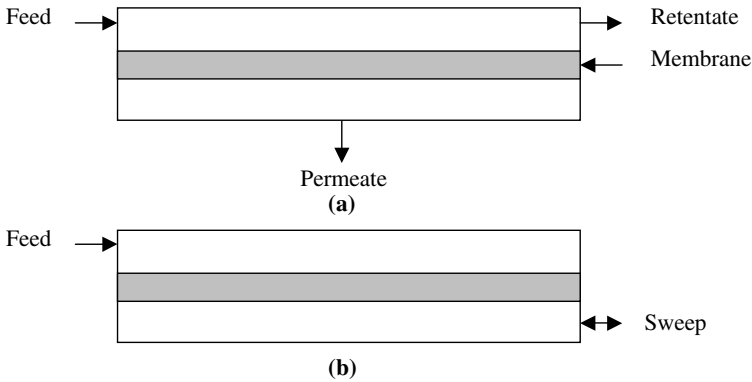 Feed
Retentate
Membrane
Permeate
(a)
Feed
Sweep
(b)